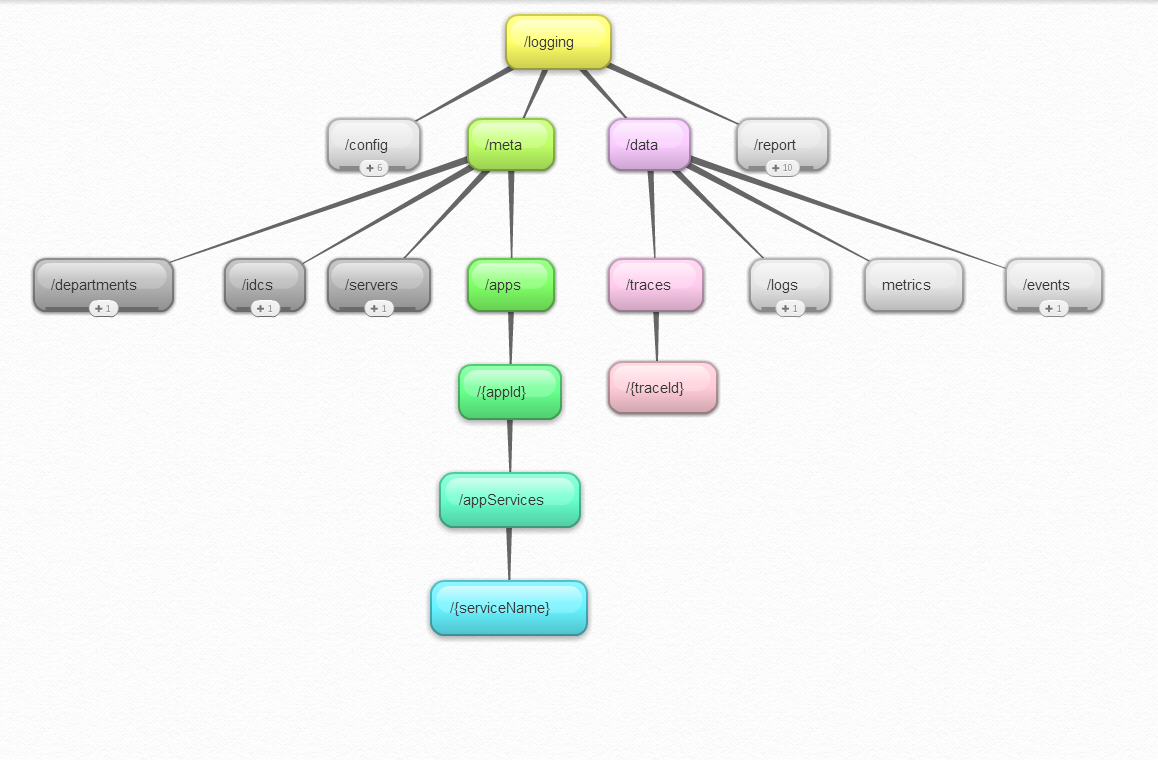 /logging
/config
+ 6
/meta
/data
/report
+ 10
/departments
+ 1
/idcs
+ 1
/servers
+ 1
/apps
/traces
/logs
+ 1
metrics
/events
+ 1
/{appId}
/{traceId}
/appServices
/{serviceName}